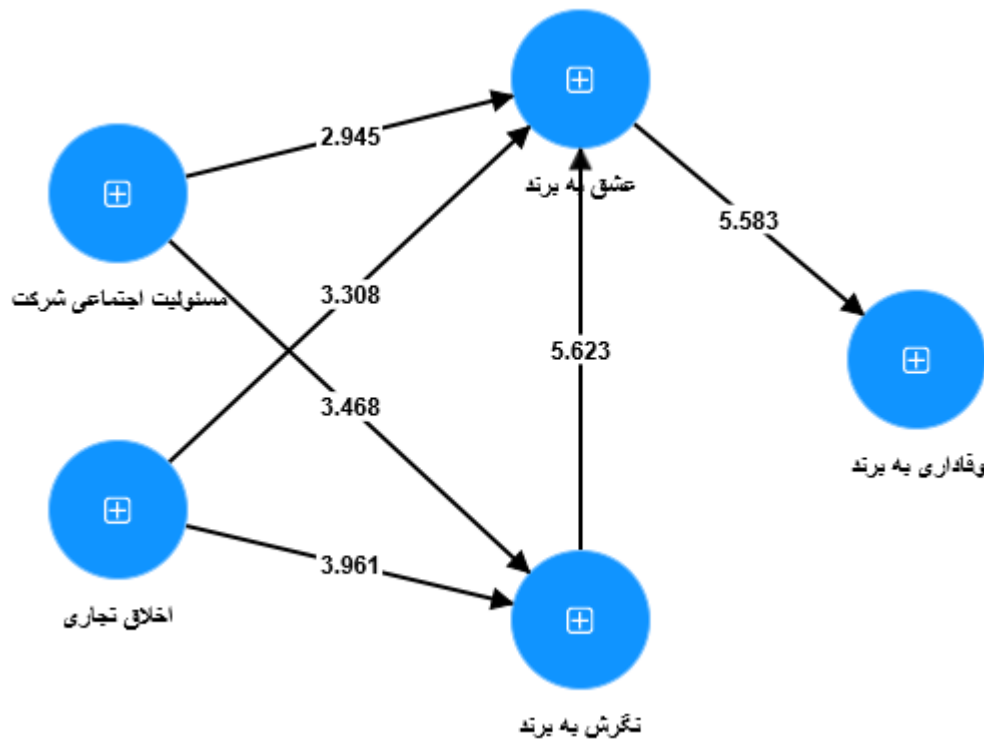 2.945
عشق به برند
5.583
مسئولیت اجتماعی شرکت
3.308
5.623
3.468
وفاداری به برند
3.961
اخلاق تجاری
نگرش به برند